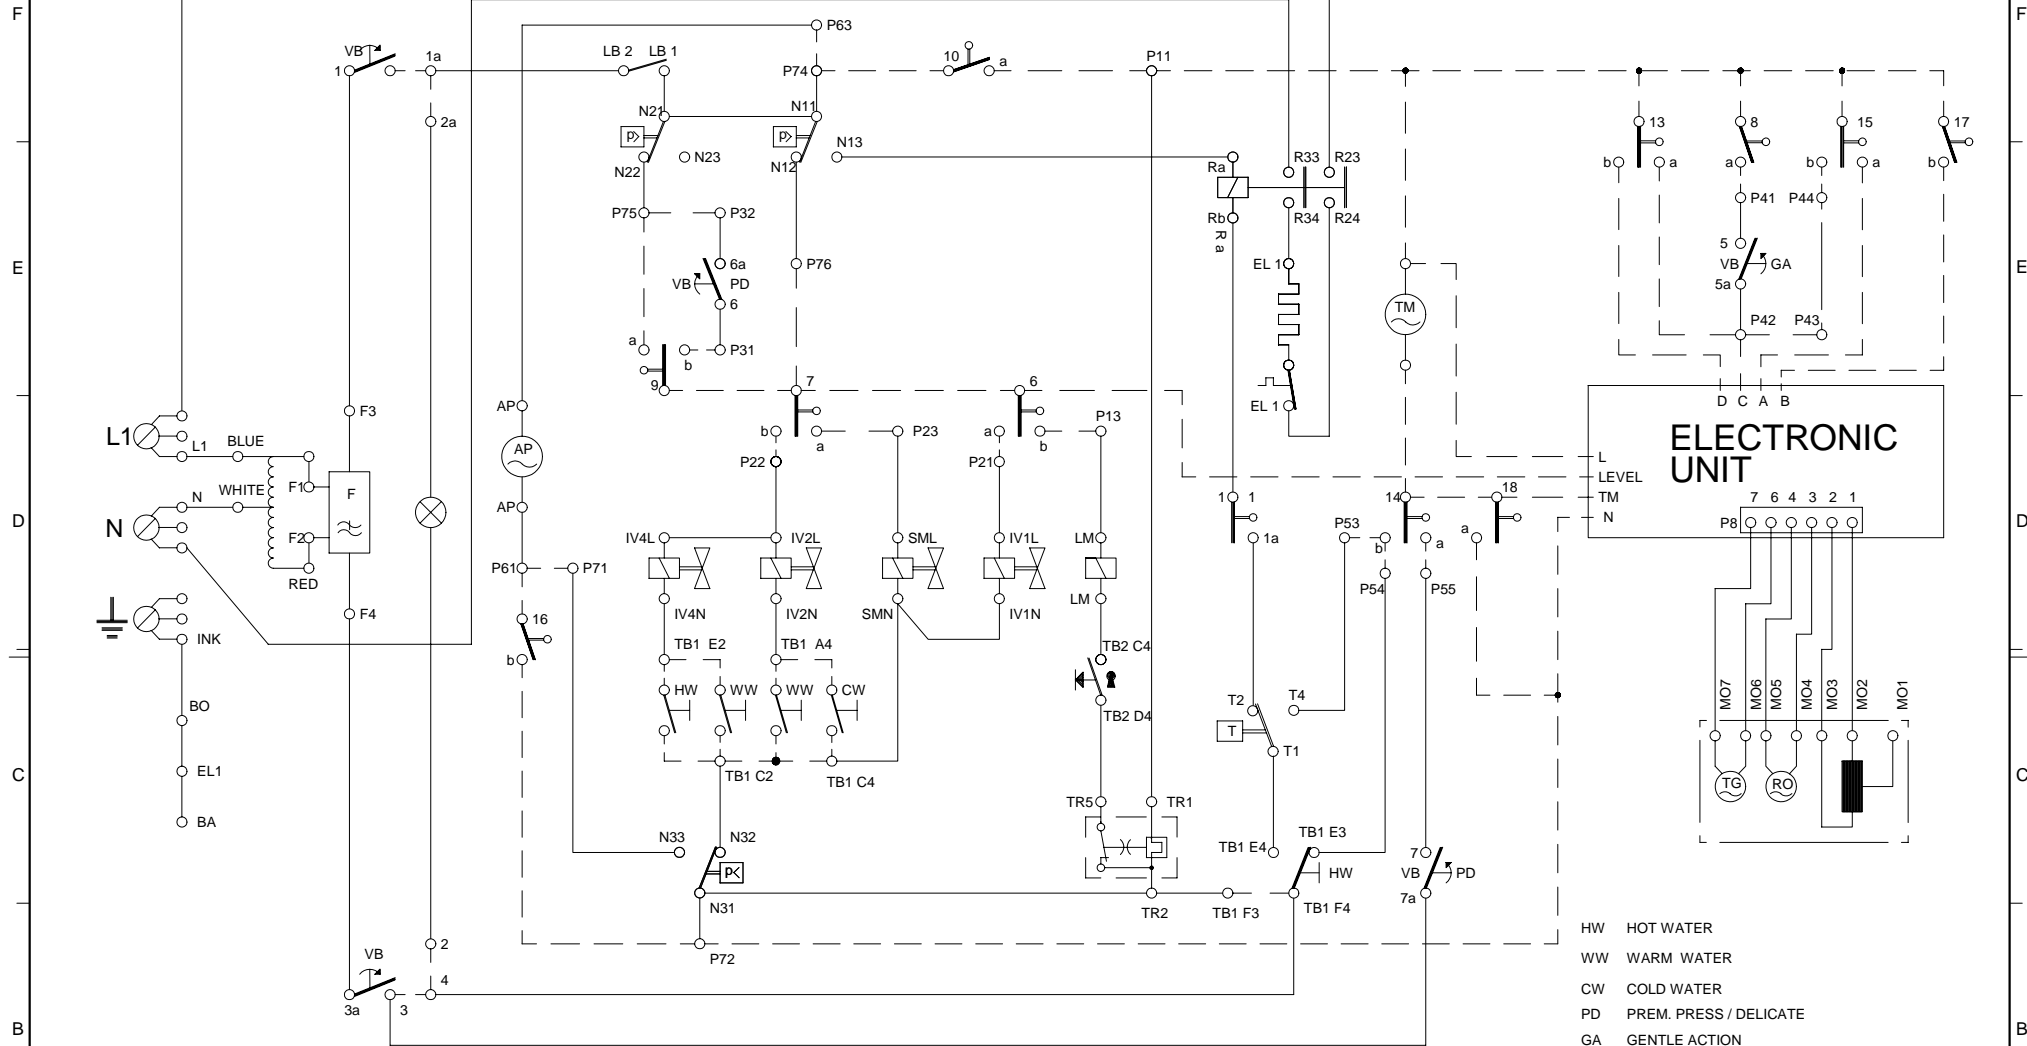 F F
P63
VB 1a LB 2 LB 1 10 a P11
1 P74
N21 N11
2a 13 8 15 17
P> P> N13
N22 N23 N12 Ra R33 R23 b a a b a b
P75 P32 Rb R34 R24 P41 P44
R a
E 6a P76 EL 1 5 E
VB PD VB GA
6 5a
TM
a b P31 P42 P43
9 7 6
F3 AP EL 1 D C A B
L1 BLUE b a P23 a b P13 ELECTRONIC
L1 AP P22 P21 UNIT
L
LEVEL
F1 F
N WHITE 1 1 14 18 TM 7 6 4 3 2 1
N AP N P8
D F2 IV4L IV2L SML IV1L LM 1a P53 b a a D
RED P61 P71 P54 P55
F4 IV4N IV2N SMN IV1N LM
16
INK TB1 E2 TB1 A4 TB2 C4
b
BO HW WW WW CW T2 T4 MO7 MO6 MO5 MO4 MO3 MO2 MO1
TB2 D4
T T1
C EL1 TB1 C2 TB1 C4 TG RO C
BA TR5 TR1
N33 N32 TB1 E4 TB1 E3 7
P< HW VB PD
N31 TR2 TB1 F3 TB1 F4 7a
HW HOT WATER
2
VB P72 WW WARM WATER
4
3a 3 CW COLD WATER
PD PREM. PRESS / DELICATE
B B
GA GENTLE ACTION